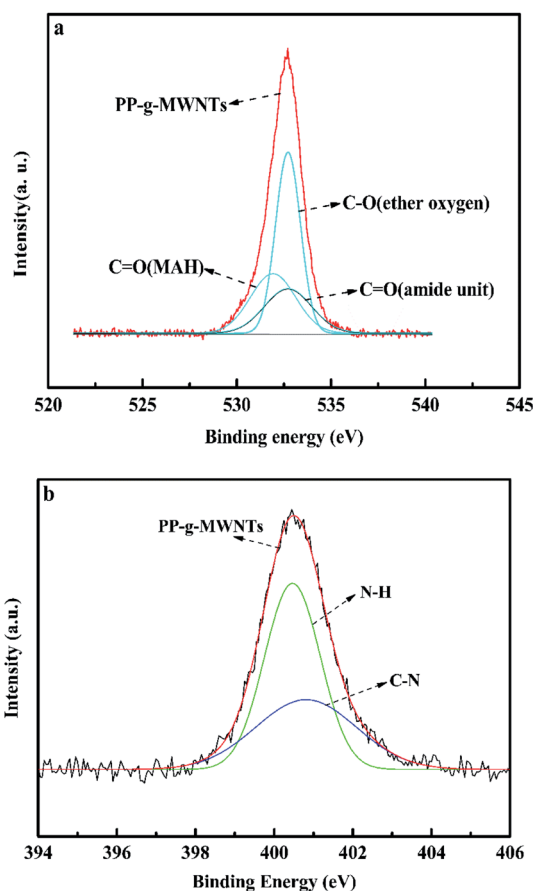 a
PP-g-MWNTs
C-O(ether oxygen)
C=O(MAH)
C=O(amide unit)
Intensity(a. u.)
520 525 530 535 540 545
Binding energy (eV)
b
PP-g-MWNTs
N-H
C-N
Intensity (a.u.)
394 396 398 400 402 404 406
Binding Energy (eV)